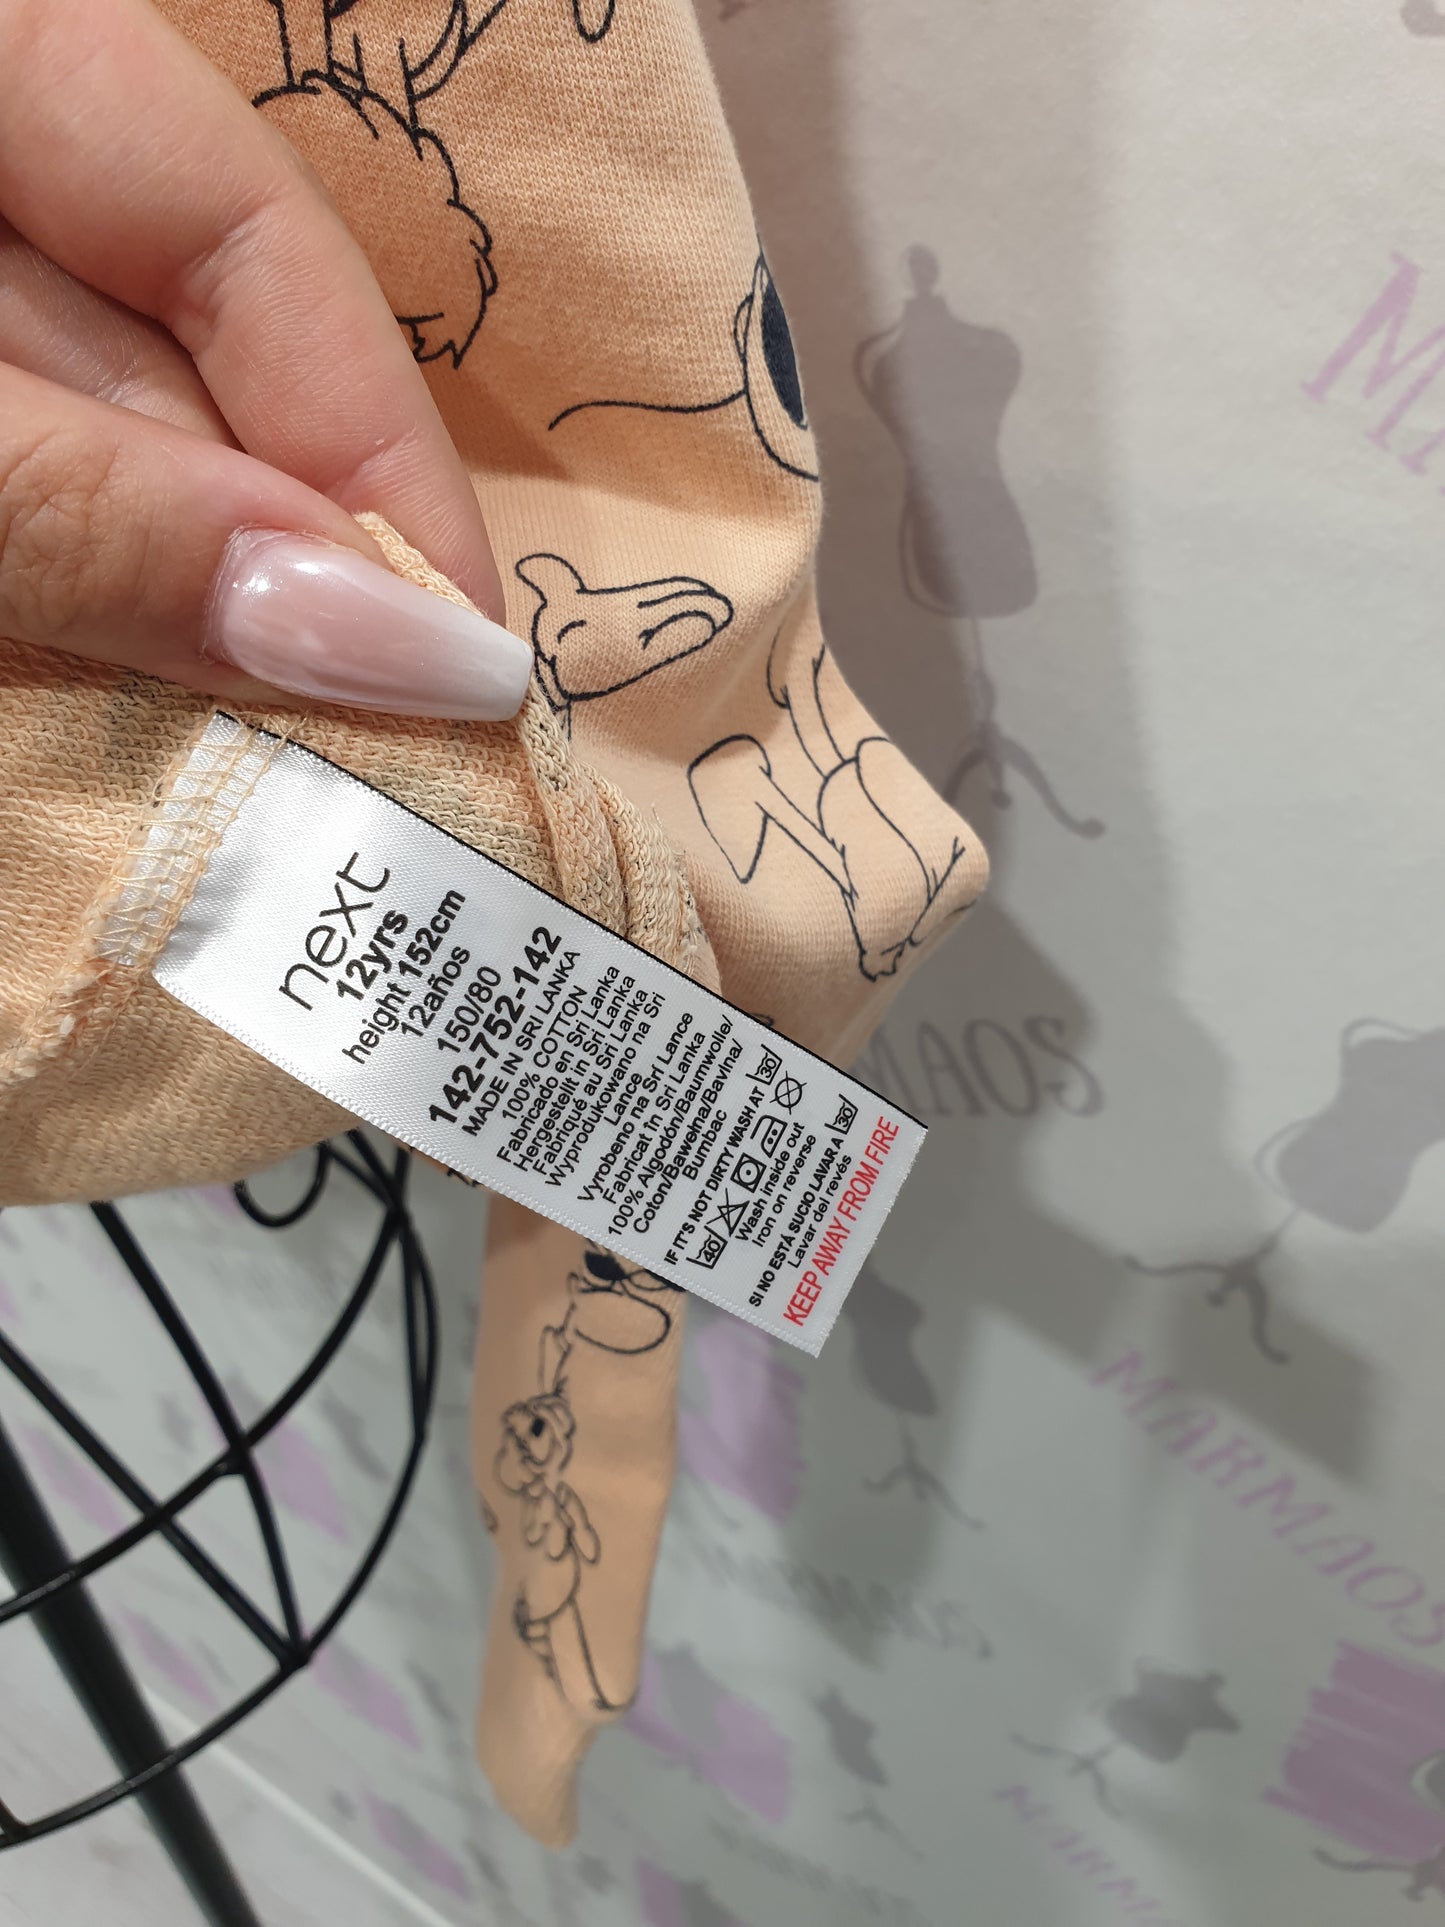 next
12yrs
height 152cm
12años
150/80
142-752-142
MADE IN SRI LANKA
100% COTTON
Fabricado en Sri Lanka
Hergestellt in Sri Lanka
Fabriqué au Sri Lanka
Wyprodukowano na Sri
Lance
Vyrobeno na Srí Lance
Fabricat în Sri Lanka
100% Algodón/Baumwolle/
Coton/Bawełna/Bavlna/
Bumbac
IF IT'S NOT DIRTY WASH AT 30
40
Wash inside out
Iron on reverse
SI NO ESTÁ SUCIO LAVAR A 30
Lavar del revés
KEEP AWAY FROM FIRE
MARMAOS